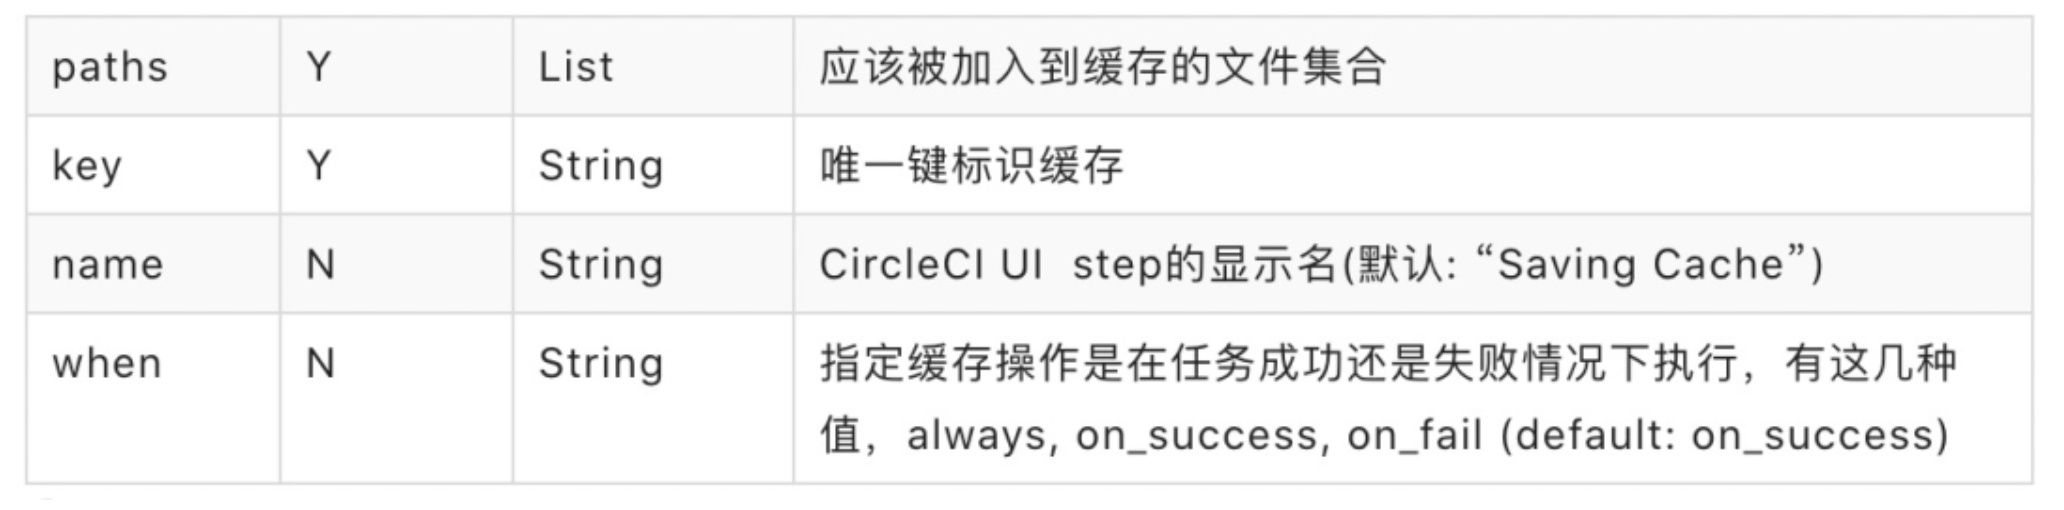 paths Y List 应该被加入到缓存的文件集合
key Y String 唯一键标识缓存
name N String CircleCI UI  step的显示名(默认: “Saving Cache”)
when N String 指定缓存操作是在任务成功还是失败情况下执行，有这几种
值，always, on_success, on_fail (default: on_success)